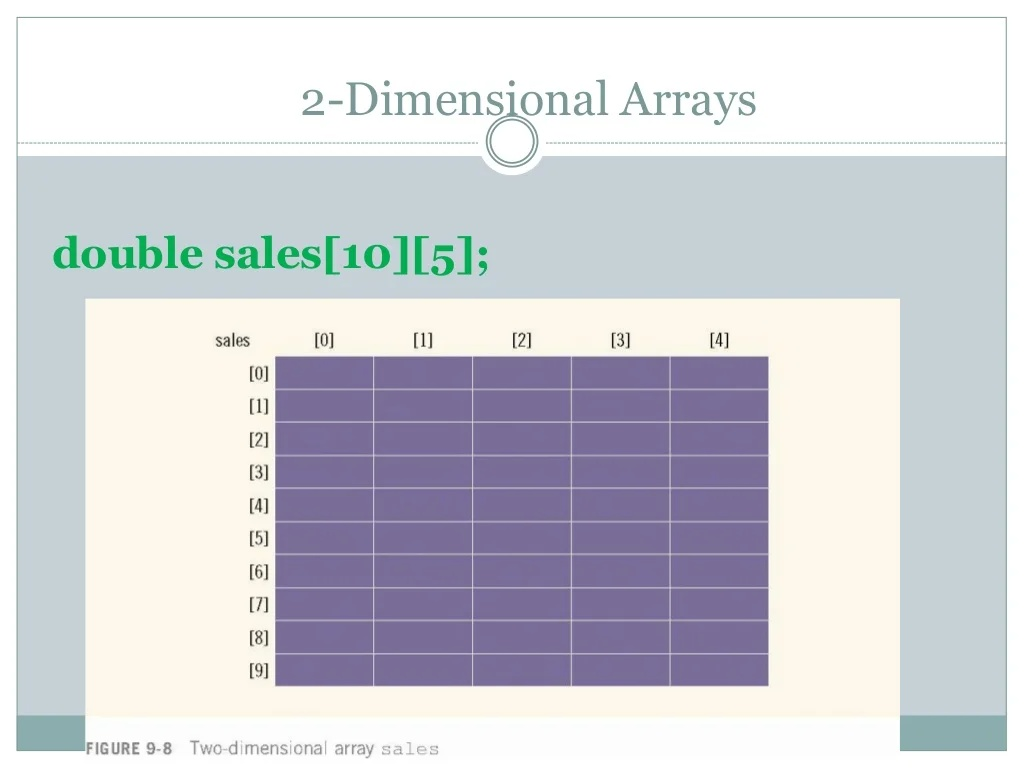 2-Dimensional Arrays
double sales[10][5];
sales [0] [1] [2] [3] [4]
[0]
[1]
[2]
[3]
[4]
[5]
[6]
[7]
[8]
[9]
FIGURE 9-8 Two-dimensional array sales